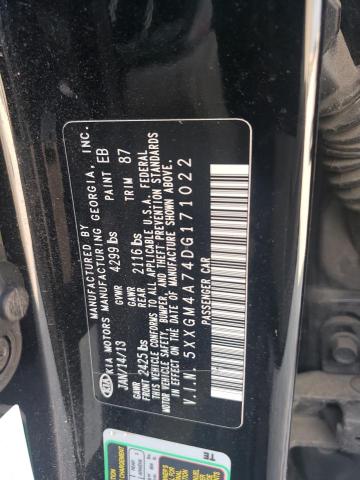 MANUFACTURED BY
KIA KIA MOTORS MANUFACTURING GEORGIA, INC.
JAN/14/13 GVWR 4299 lbs PAINT EB
GAWR GAWR TRIM 87
FRONT 2425 lbs REAR 2116 lbs
THIS VEHICLE CONFORMS TO ALL APPLICABLE U.S.A. FEDERAL
MOTOR VEHICLE SAFETY, BUMPER, AND THEFT PREVENTION STANDARDS
IN EFFECT ON THE DATE OF MANUFACTURE SHOWN ABOVE.
V.I.N. 5XXGM4A74DG171022
PASSENGER CAR